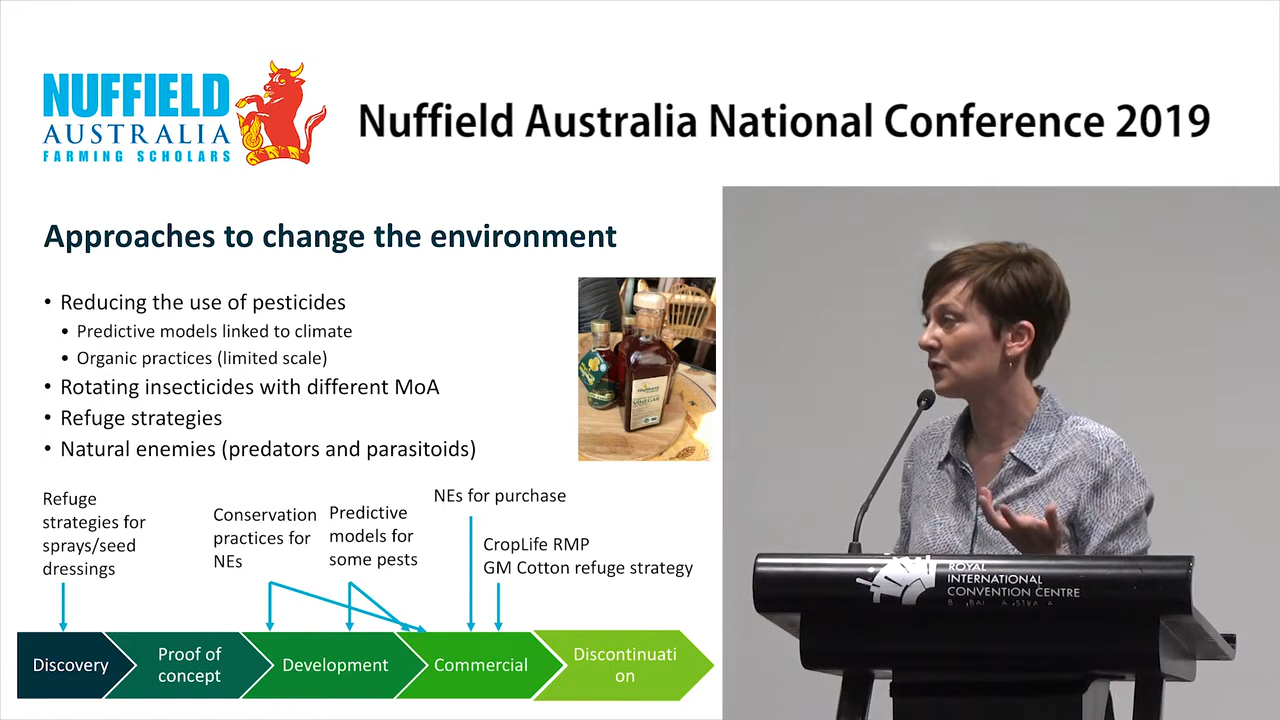 NUFFIELD
AUSTRALIA
FARMING SCHOLARS
Nuffield Australia National Conference 2019
Approaches to change the environment
• Reducing the use of pesticides
• Predictive models linked to climate
• Organic practices (limited scale)
• Rotating insecticides with different MoA
• Refuge strategies
• Natural enemies (predators and parasitoids)
VINEGAR
Refuge
strategies for
sprays/seed
dressings
Conservation
practices for
NEs
Predictive
models for
some pests
NEs for purchase
CropLife RMP
GM Cotton refuge strategy
Discovery
Proof of
concept
Development
Commercial
Discontinuati
on
ROYAL
INTERNATIONAL
CONVENTION CENTRE